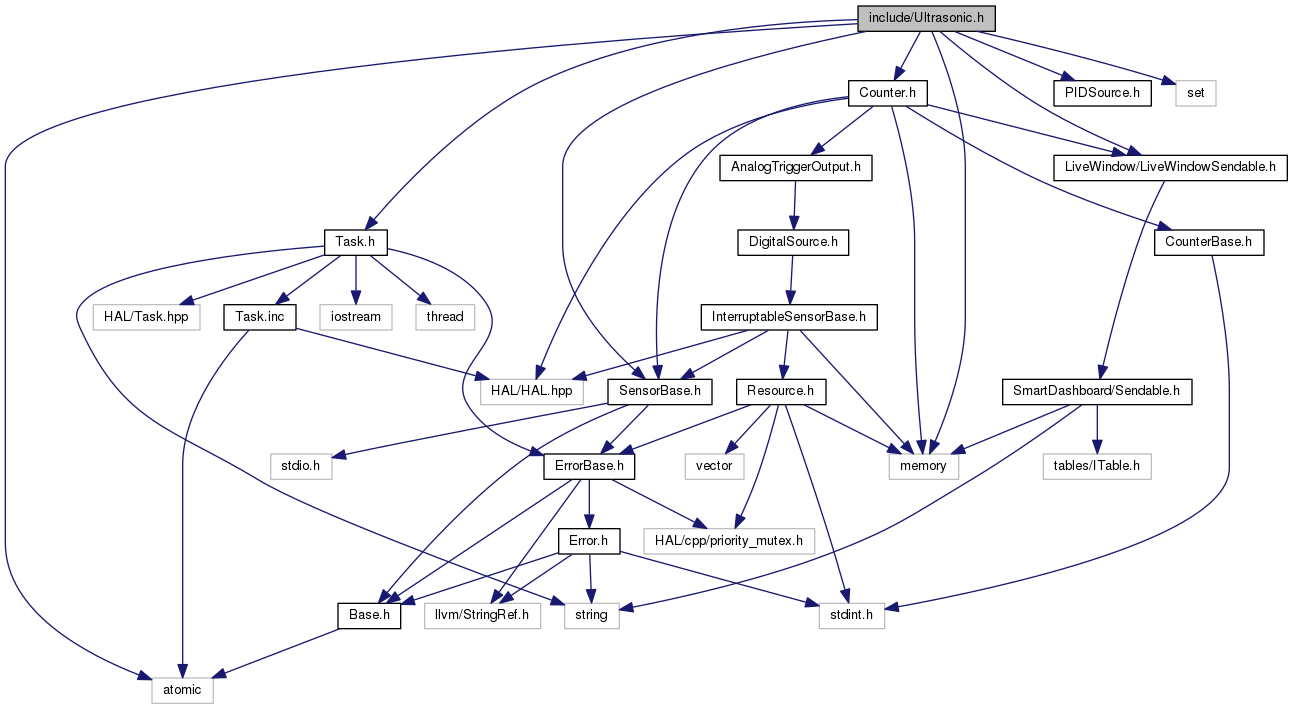 include/Ultrasonic.h
Counter.h
PIDSource.h
set
AnalogTriggerOutput.h
LiveWindow/LiveWindowSendable.h
Task.h
DigitalSource.h
CounterBase.h
HAL/Task.hpp
Task.inc
iostream
thread
InterruptableSensorBase.h
HAL/HAL.hpp
SensorBase.h
Resource.h
SmartDashboard/Sendable.h
stdio.h
ErrorBase.h
vector
memory
tables/ITable.h
Error.h
HAL/cpp/priority_mutex.h
Base.h
llvm/StringRef.h
string
stdint.h
atomic